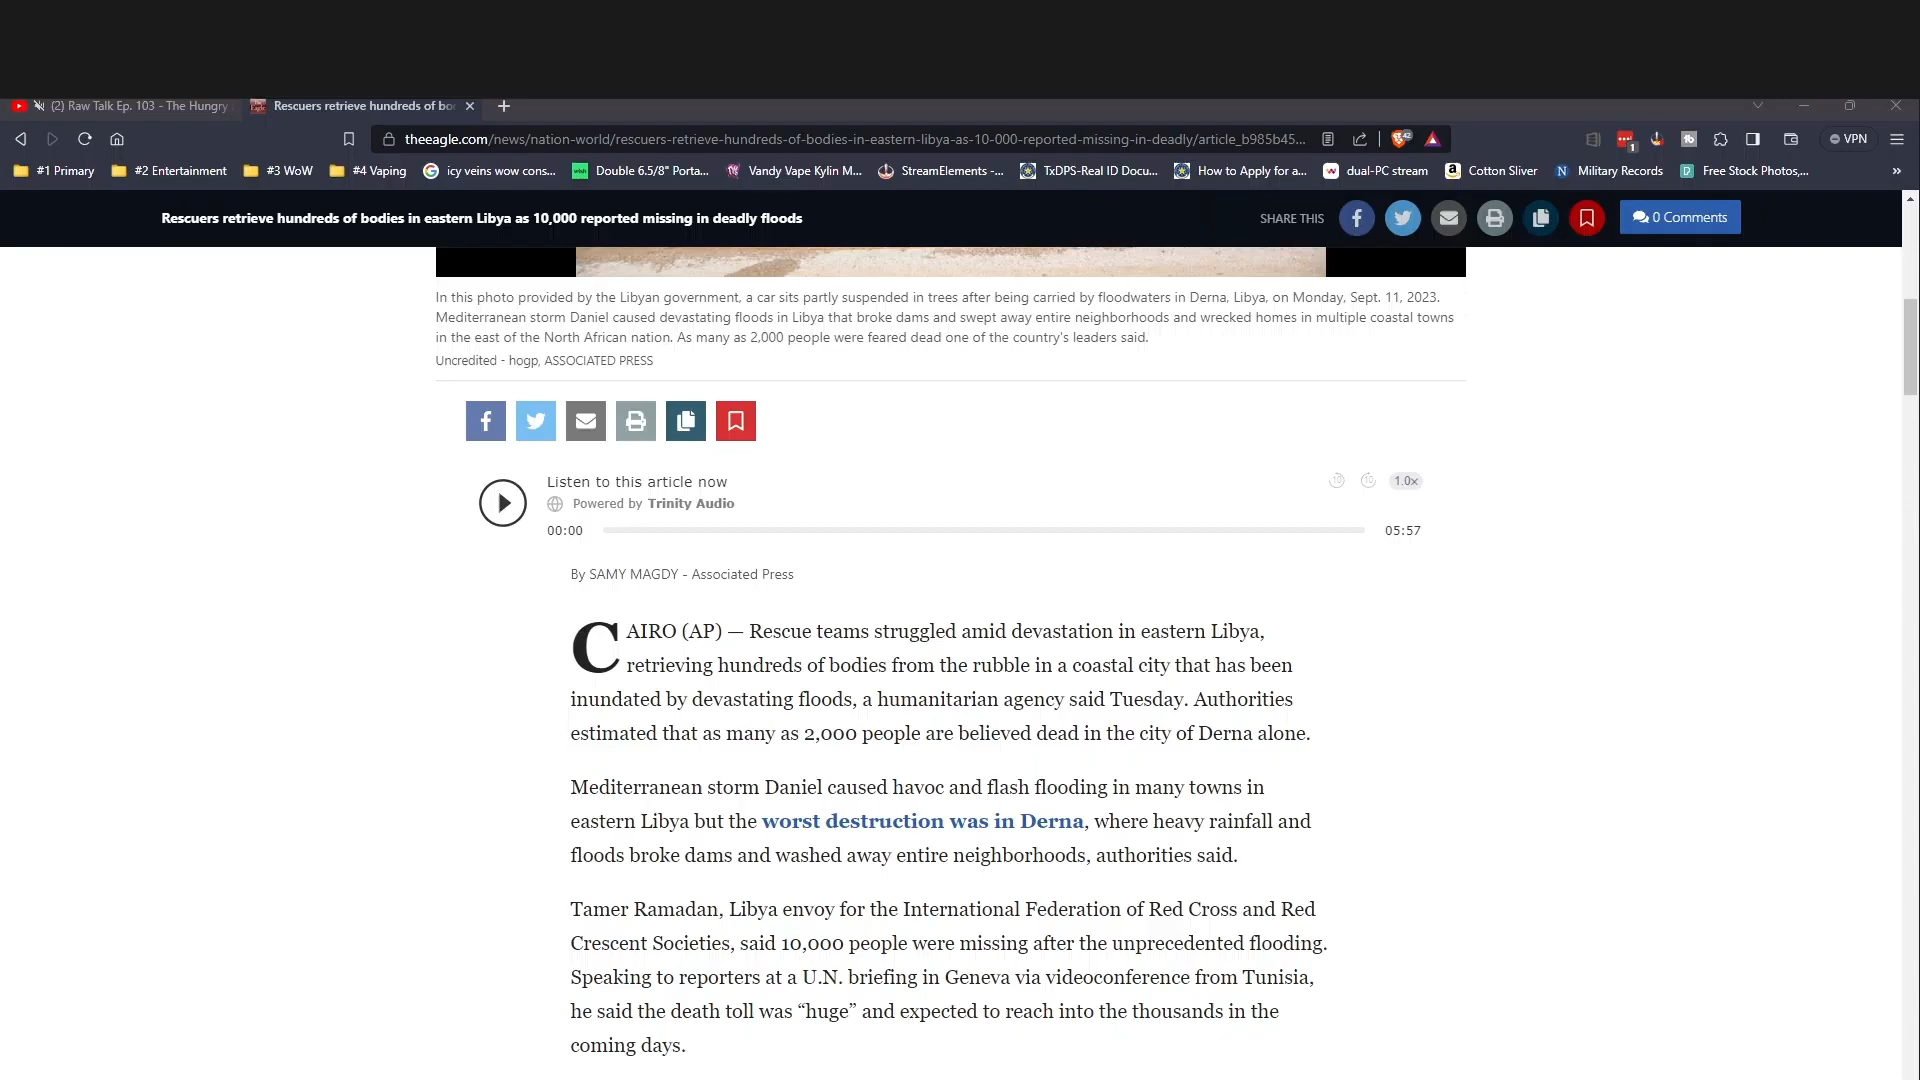 (2) Raw Talk Ep. 103 - The Hungry
Rescuers retrieve hundreds of bo
theeagle.com/news/nation-world/rescuers-retrieve-hundreds-of-bodies-in-eastern-libya-as-10-000-reported-missing-in-deadly/article_b985b45...
42
1
tb
VPN
#1 Primary
#2 Entertainment
#3 WoW
#4 Vaping
icy veins wow cons...
wish
Double 6.5/8" Porta...
Vandy Vape Kylin M...
StreamElements -...
TxDPS-Real ID Docu...
How to Apply for a...
dual-PC stream
Cotton Sliver
Military Records
Free Stock Photos,...
»
Rescuers retrieve hundreds of bodies in eastern Libya as 10,000 reported missing in deadly floods
SHARE THIS
0 Comments
In this photo provided by the Libyan government, a car sits partly suspended in trees after being carried by floodwaters in Derna, Libya, on Monday, Sept. 11, 2023.
Mediterranean storm Daniel caused devastating floods in Libya that broke dams and swept away entire neighborhoods and wrecked homes in multiple coastal towns
in the east of the North African nation. As many as 2,000 people were feared dead one of the country's leaders said.
Uncredited - hogp, ASSOCIATED PRESS
Listen to this article now
10
10
1.0x
Powered by Trinity Audio
00:00
05:57
By SAMY MAGDY - Associated Press
CAIRO (AP) — Rescue teams struggled amid devastation in eastern Libya,
retrieving hundreds of bodies from the rubble in a coastal city that has been
inundated by devastating floods, a humanitarian agency said Tuesday. Authorities
estimated that as many as 2,000 people are believed dead in the city of Derna alone.
Mediterranean storm Daniel caused havoc and flash flooding in many towns in
eastern Libya but the worst destruction was in Derna, where heavy rainfall and
floods broke dams and washed away entire neighborhoods, authorities said.
Tamer Ramadan, Libya envoy for the International Federation of Red Cross and Red
Crescent Societies, said 10,000 people were missing after the unprecedented flooding.
Speaking to reporters at a U.N. briefing in Geneva via videoconference from Tunisia,
he said the death toll was “huge” and expected to reach into the thousands in the
coming days.